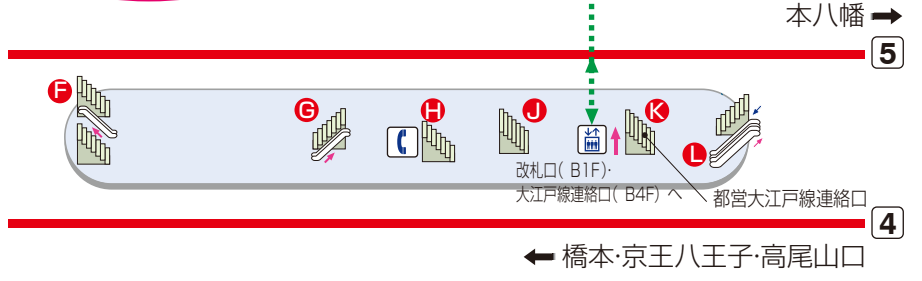 本八幡➡
5
F
G
H
J
K
L
改札口( B1F)･
大江戸線連絡口( B4F) へ
都営大江戸線連絡口
4
⬅橋本･京王八王子･高尾山口